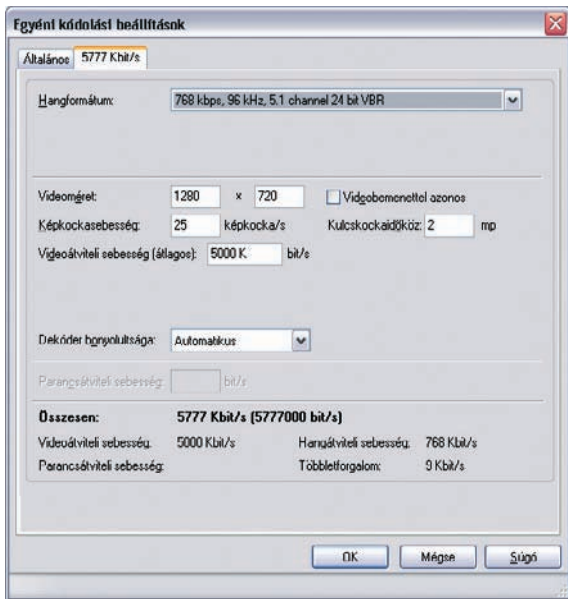 Egyéni kódolási beállítások
Általános 5777 Kbit/s
Hangformátum: 768 kbps, 96 kHz, 5.1 channel 24 bit VBR
Videoméret: 1280 x 720 Videobemenettel azonos
Képkockasebesség: 25 képkocka/s Kulcskockaidőköz: 2 mp
Videoátviteli sebesség (átlagos): 5000 K bit/s
Dekóder bonyolultsága: Automatikus
Parancsátviteli sebesség: bit/s
Összesen: 5777 Kbit/s (5777000 bit/s)
Videoátviteli sebesség: 5000 Kbit/s Hangátviteli sebesség: 768 Kbit/s
Parancsátviteli sebesség: Többletforgalom: 9 Kbit/s
OK Mégse Súgó